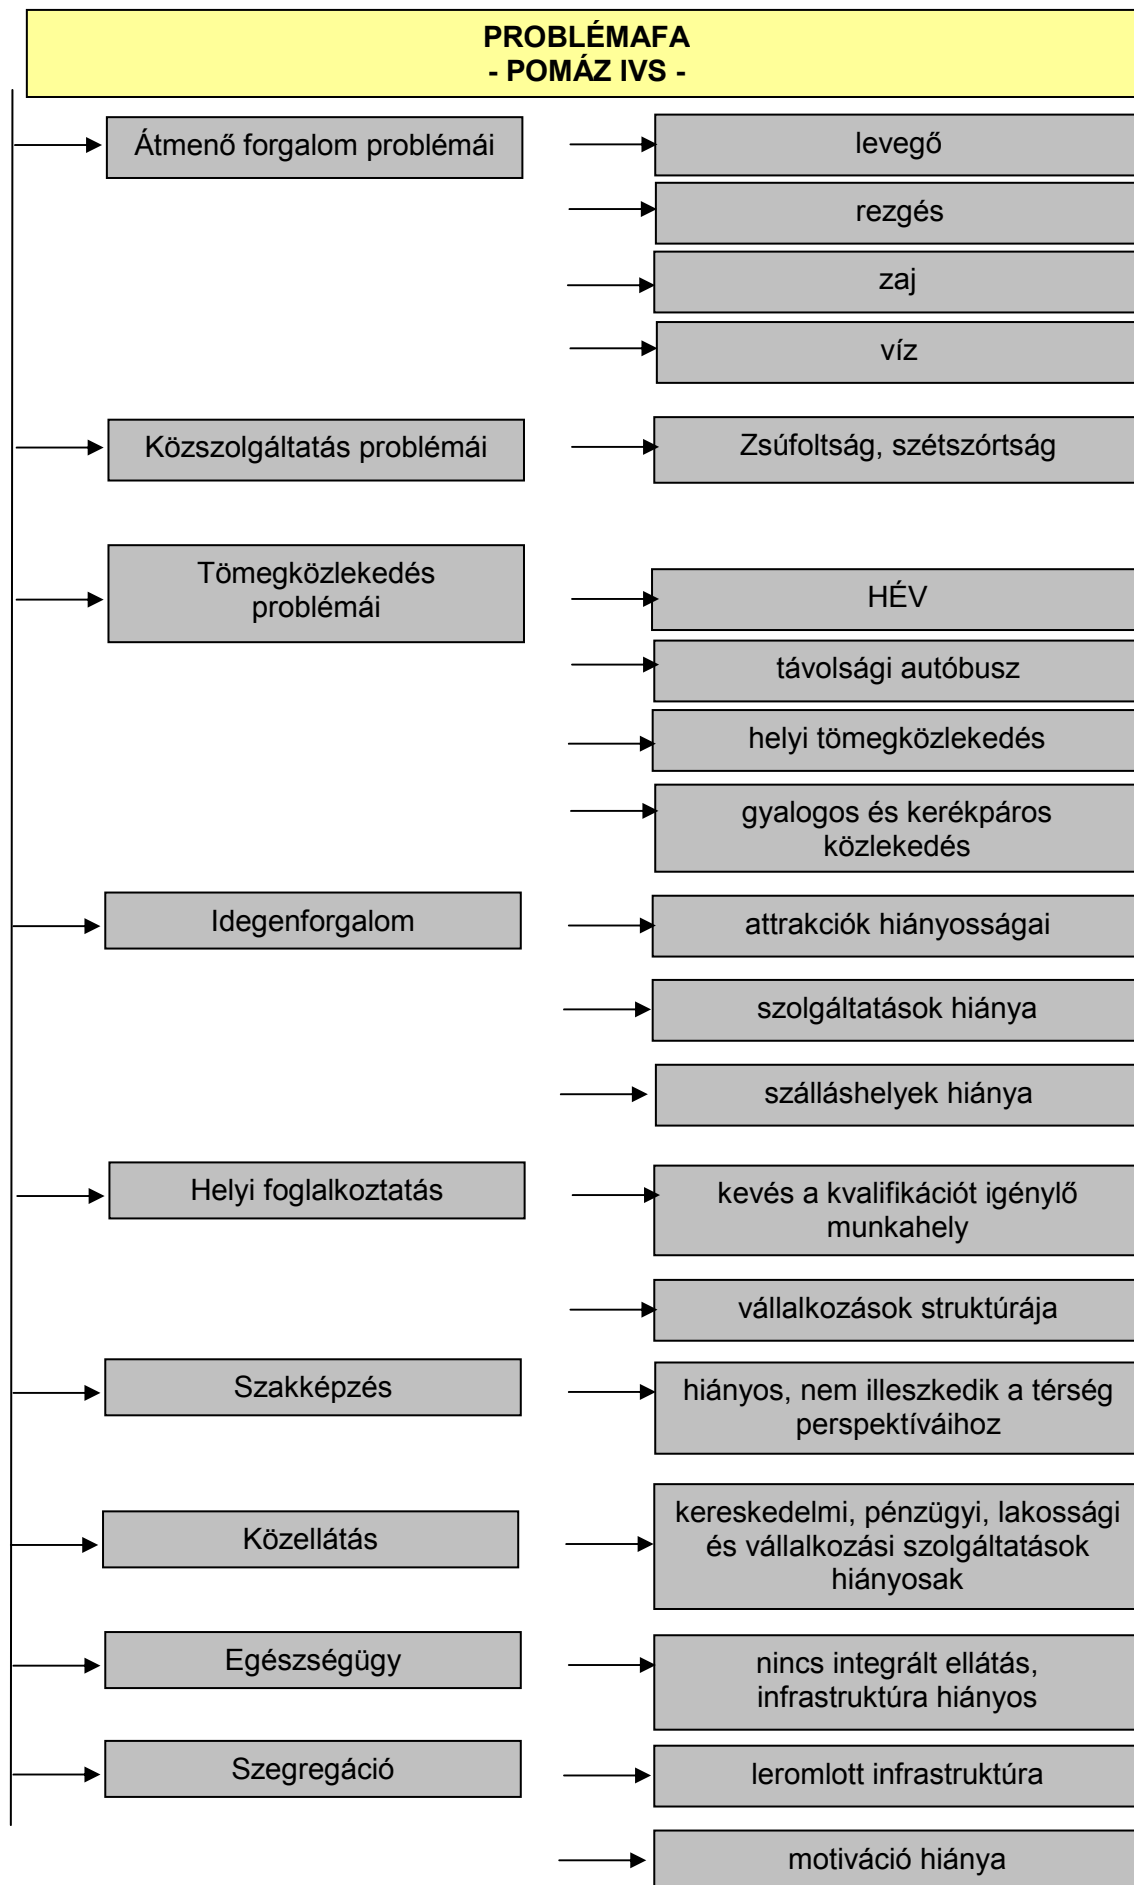 PROBLÉMAFA
- POMÁZ IVS -
Átmenő forgalom problémái
levegő
rezgés
zaj
víz
Közszolgáltatás problémái
Zsúfoltság, szétszórtság
Tömegközlekedés
problémái
HÉV
távolsági autóbusz
helyi tömegközlekedés
gyalogos és kerékpáros
közlekedés
Idegenforgalom
attrakciók hiányosságai
szolgáltatások hiánya
szálláshelyek hiánya
Helyi foglalkoztatás
kevés a kvalifikációt igénylő
munkahely
vállalkozások struktúrája
Szakképzés
hiányos, nem illeszkedik a térség
perspektíváihoz
Közellátás
kereskedelmi, pénzügyi, lakossági
és vállalkozási szolgáltatások
hiányosak
Egészségügy
nincs integrált ellátás,
infrastruktúra hiányos
Szegregáció
leromlott infrastruktúra
motiváció hiánya